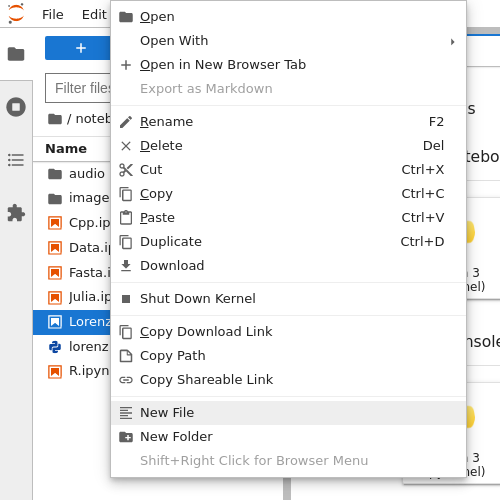 File Edit
Open
Open With
Open in New Browser Tab
Export as Markdown
Rename F2
Delete Del
Cut Ctrl+X
Copy Ctrl+C
Paste Ctrl+V
Duplicate Ctrl+D
Download
Shut Down Kernel
Copy Download Link
Copy Path
Copy Shareable Link
New File
New Folder
Shift+Right Click for Browser Menu
Filter files
/ noteb
Name
audio
image
Cpp.ip
Data.ip
Fasta.i
Julia.ip
Lorenz
lorenz
R.ipyn
s
tebo
3
nel)
nsole
3